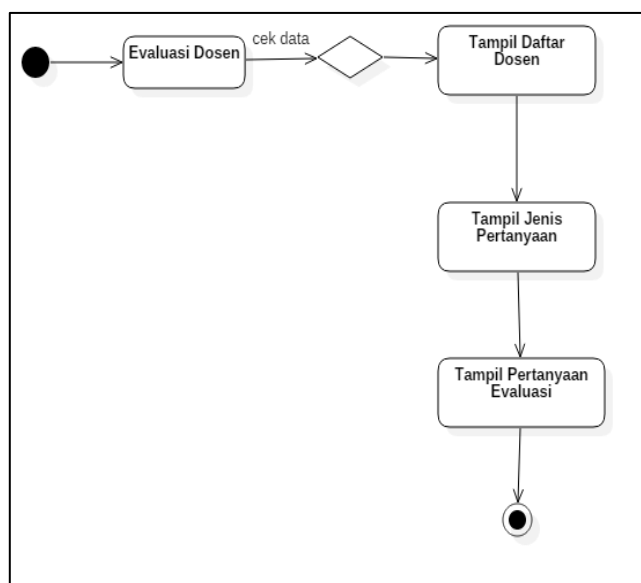 Evaluasi Dosen
cek data
Tampil Daftar
Dosen
Tampil Jenis
Pertanyaan
Tampil Pertanyaan
Evaluasi